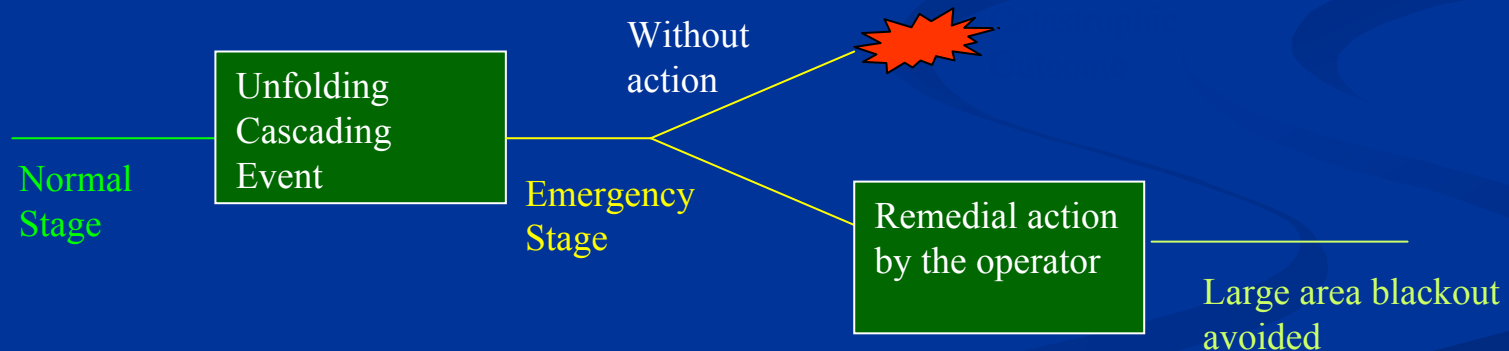 Without
action
Unfolding
Cascading
Event
Normal
Stage
Emergency
Stage
Remedial action
by the operator
Large area blackout
avoided